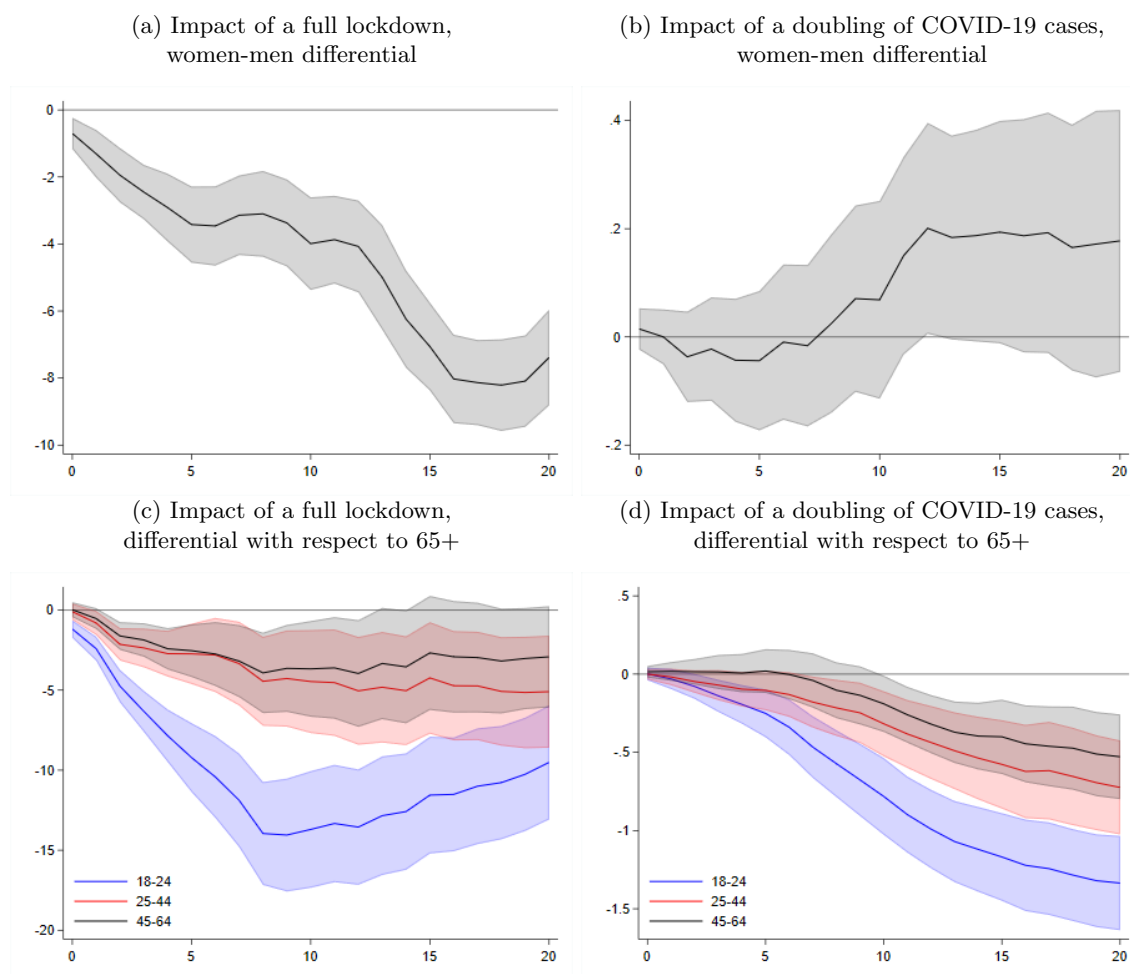 (a) Impact of a full lockdown,
women-men differential
0
-2
-4
-6
-8
-10
0 5 10 15 20
(b) Impact of a doubling of COVID-19 cases,
women-men differential
.4
.2
0
-.2
0 5 10 15 20
(c) Impact of a full lockdown,
differential with respect to 65+
0
-5
-10
-15
-20
18-24
25-44
45-64
0 5 10 15 20
(d) Impact of a doubling of COVID-19 cases,
differential with respect to 65+
.5
0
-.5
-1
-1.5
18-24
25-44
45-64
0 5 10 15 20